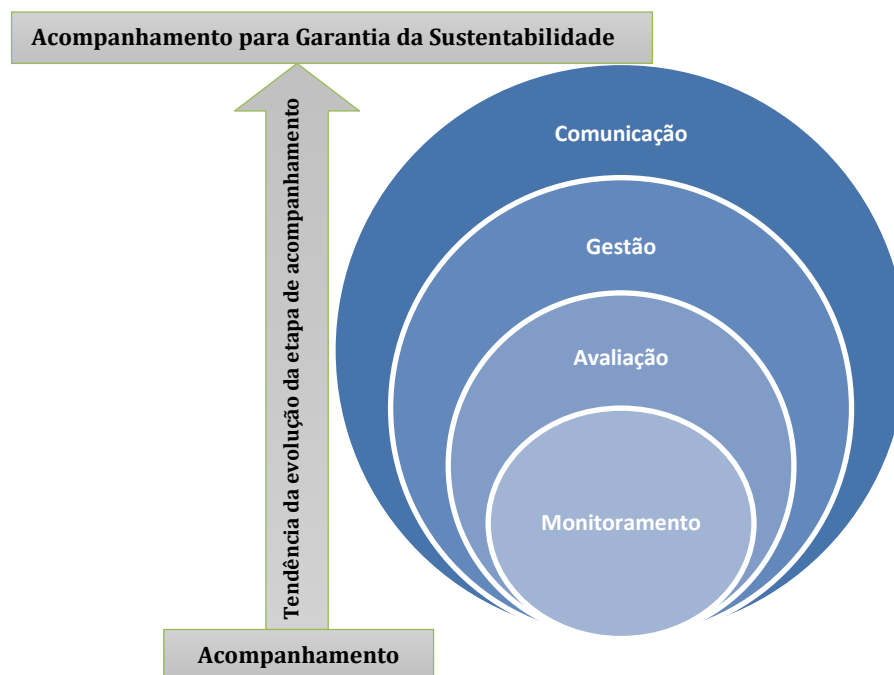 Acompanhamento para Garantia da Sustentabilidade
Tendência da evolução da etapa de acompanhamento
Comunicação
Gestão
Avaliação
Monitoramento
Acompanhamento